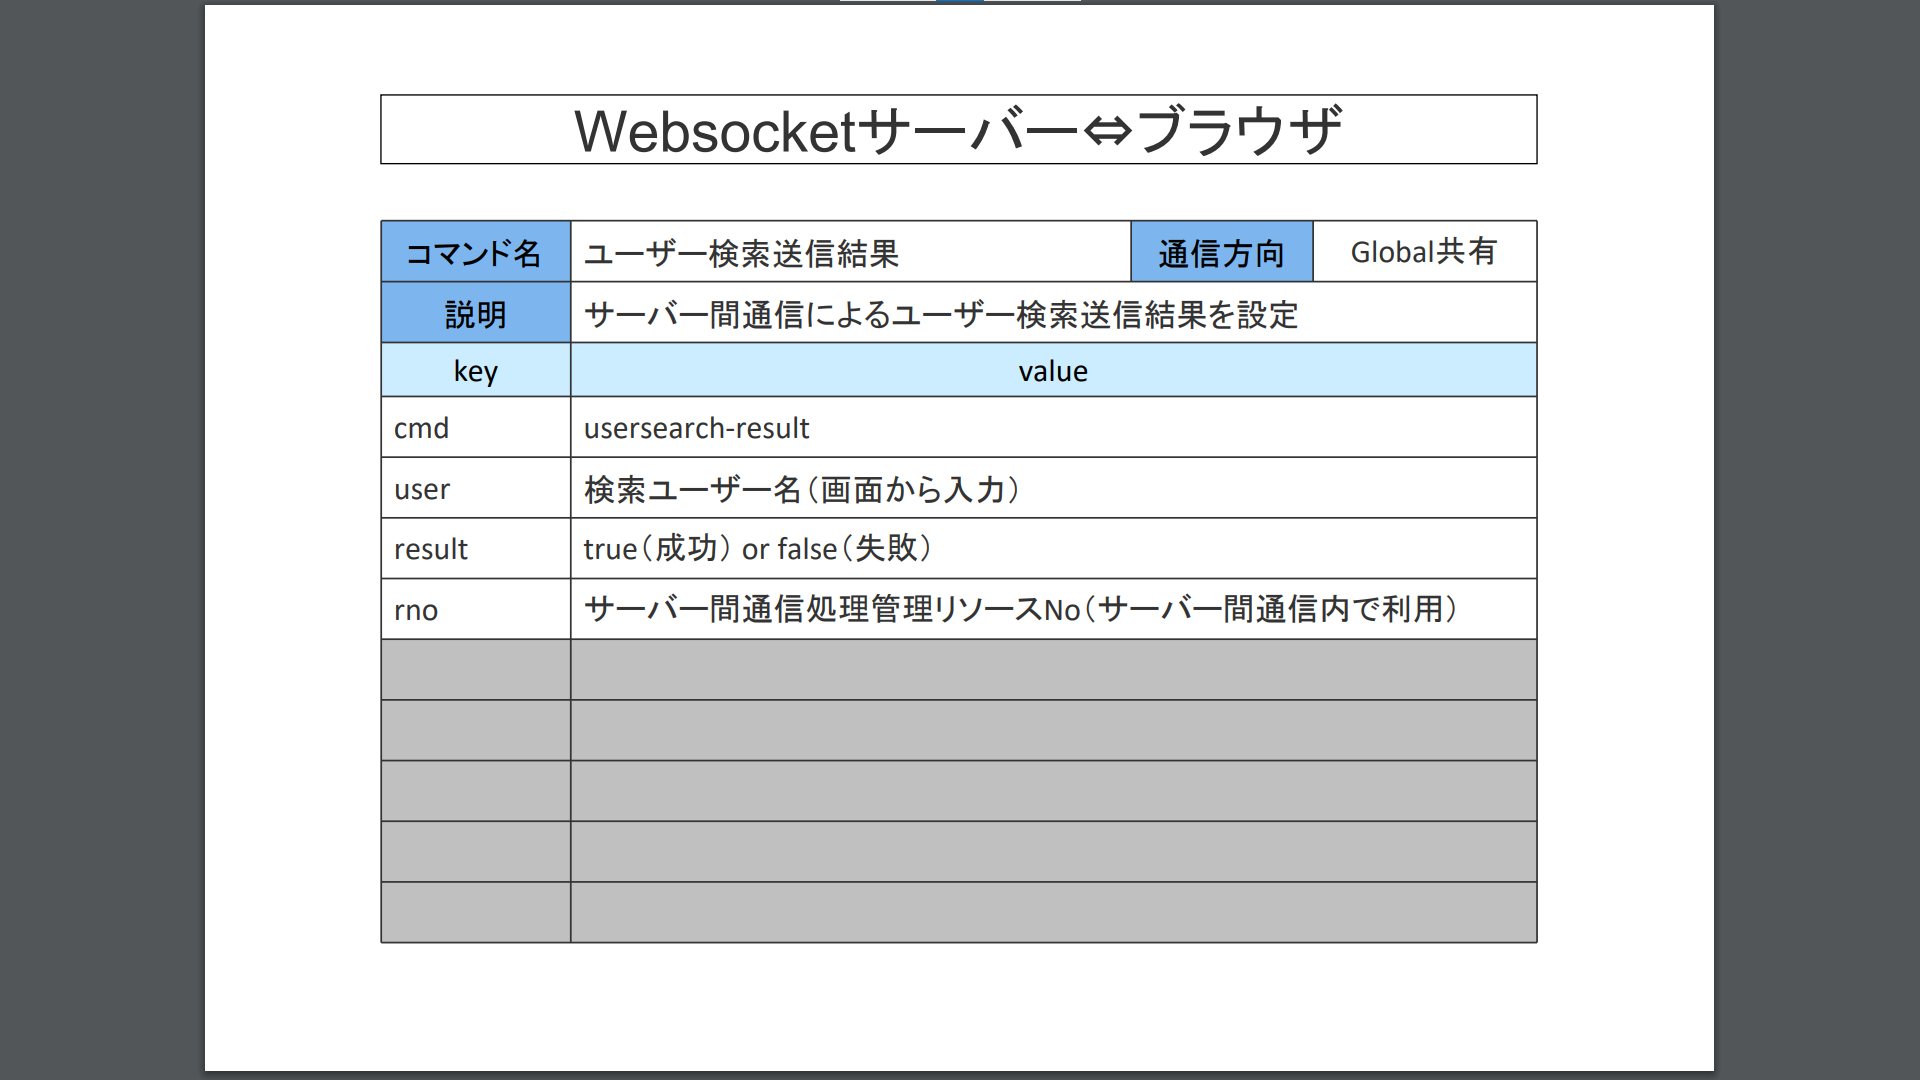 Websocketサーバー⇔ブラウザ
コマンド名 ユーザー検索送信結果 通信方向 Global共有
説明 サーバー間通信によるユーザー検索送信結果を設定
key value
cmd usersearch-result
user 検索ユーザー名（画面から入力）
result true（成功） or false（失敗）
rno サーバー間通信処理管理リソースNo（サーバー間通信内で利用）